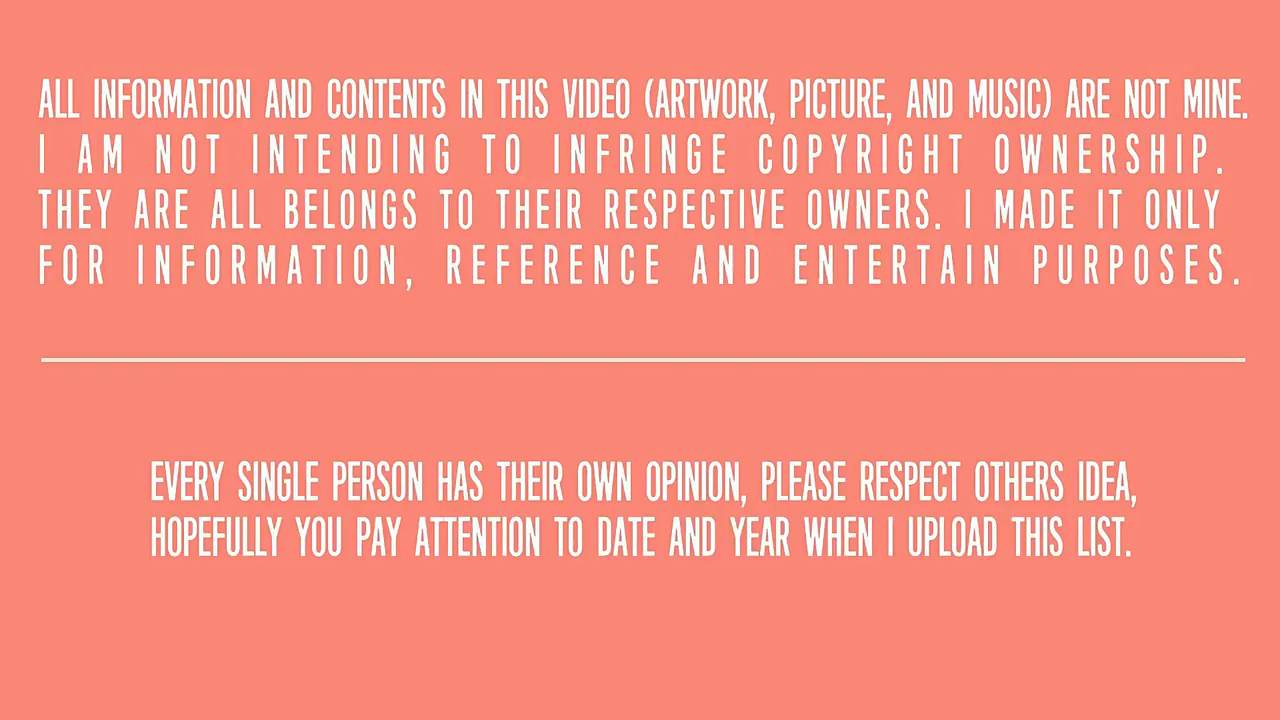 ALL INFORMATION AND CONTENTS IN THIS VIDEO (ARTWORK, PICTURE, AND MUSIC) ARE NOT MINE.
I AM NOT INTENDING TO INFRINGE COPYRIGHT OWNERSHIP.
THEY ARE ALL BELONGS TO THEIR RESPECTIVE OWNERS. I MADE IT ONLY
FOR INFORMATION, REFERENCE AND ENTERTAIN PURPOSES.
EVERY SINGLE PERSON HAS THEIR OWN OPINION, PLEASE RESPECT OTHERS IDEA,
HOPEFULLY YOU PAY ATTENTION TO DATE AND YEAR WHEN I UPLOAD THIS LIST.